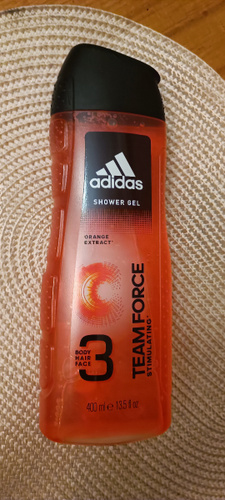 adidas
SHOWER GEL
ORANGE
EXTRACT*
3
BODY
HAIR
FACE
TEAM FORCE
STIMULATING*
400 ml e 13.5 fl oz